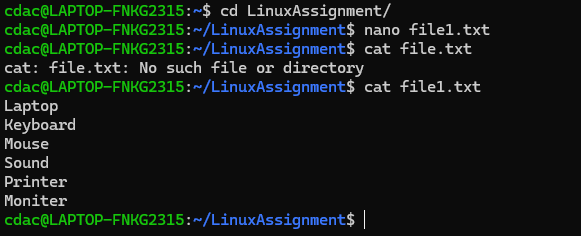 cdac@LAPTOP-FNKG2315:~$ cd LinuxAssignment/
cdac@LAPTOP-FNKG2315:~/LinuxAssignment$ nano file1.txt
cdac@LAPTOP-FNKG2315:~/LinuxAssignment$ cat file.txt
cat: file.txt: No such file or directory
cdac@LAPTOP-FNKG2315:~/LinuxAssignment$ cat file1.txt
Laptop
Keyboard
Mouse
Sound
Printer
Moniter
cdac@LAPTOP-FNKG2315:~/LinuxAssignment$